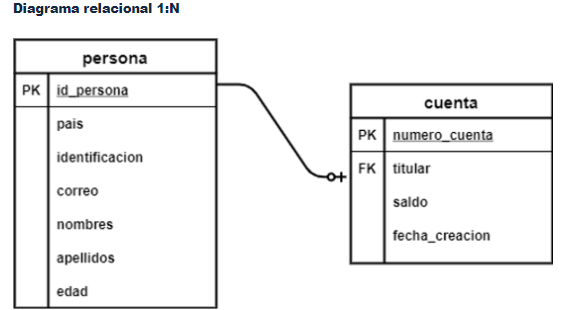 Diagrama relacional 1:N
persona
PK id_persona
pais
identificacion
correo
nombres
apellidos
edad
cuenta
PK numero_cuenta
FK titular
saldo
fecha_creacion